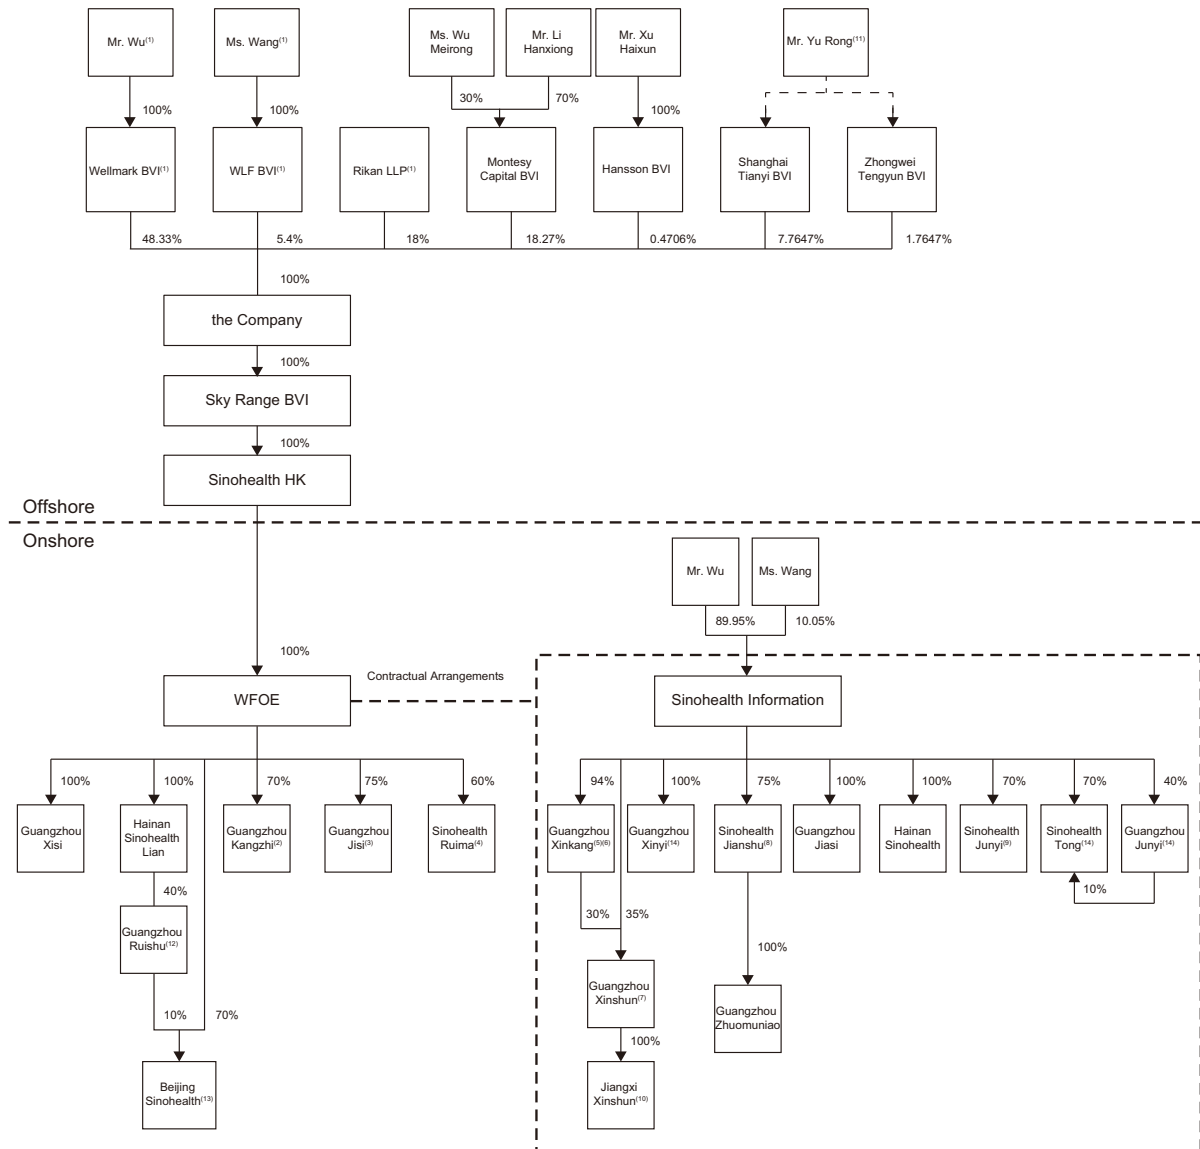 Mr. Wu(1)
Ms. Wang(1)
Ms. Wu
Meirong
Mr. Li
Hanxiong
Mr. Xu
Haixun
Mr. Yu Rong(11)
100%
100%
30%
70%
100%
Wellmark BVI(1)
WLF BVI(1)
Rikan LLP(1)
Montesy
Capital BVI
Hansson BVI
Shanghai
Tianyi BVI
Zhongwei
Tengyun BVI
48.33%
5.4%
18%
18.27%
0.4706%
7.7647%
1.7647%
100%
the Company
100%
Sky Range BVI
100%
Sinohealth HK
Offshore
Onshore
Mr. Wu
Ms. Wang
89.95%
10.05%
100%
Contractual Arrangements
WFOE
Sinohealth Information
100%
100%
70%
75%
60%
94%
100%
75%
100%
100%
70%
70%
40%
Guangzhou
Xisi
Hainan
Sinohealth
Lian
Guangzhou
Kangzhi(2)
Guangzhou
Jisi(3)
Sinohealth
Ruima(4)
Guangzhou
Xinkang(5)(6)
Guangzhou
Xinyi(14)
Sinohealth
Jianshu(8)
Guangzhou
Jiasi
Hainan
Sinohealth
Sinohealth
Junyi(9)
Sinohealth
Tong(14)
Guangzhou
Junyi(14)
40%
10%
30%
35%
Guangzhou
Ruishu(12)
100%
Guangzhou
Xinshun(7)
Guangzhou
Zhuomuniao
10%
70%
100%
Beijing
Sinohealth(13)
Jiangxi
Xinshun(10)